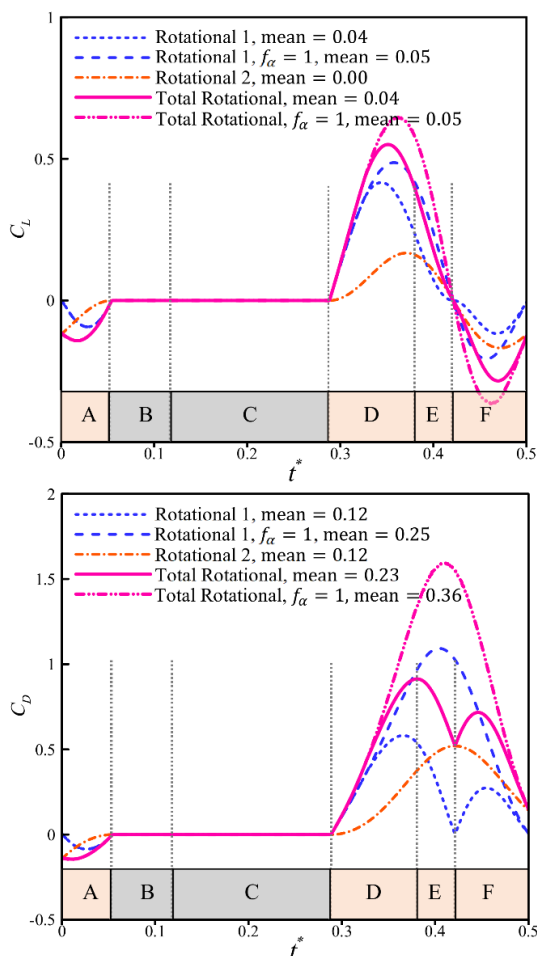 1
Rotational 1, mean = 0.04
Rotational 1, fα = 1, mean = 0.05
Rotational 2, mean = 0.00
Total Rotational, mean = 0.04
Total Rotational, fα = 1, mean = 0.05
0.5
C_L
0
A B C D E F
-0.5
0 0.1 0.2 0.3 0.4 0.5
t*
2
Rotational 1, mean = 0.12
Rotational 1, fα = 1, mean = 0.25
Rotational 2, mean = 0.12
Total Rotational, mean = 0.23
Total Rotational, fα = 1, mean = 0.36
1.5
1
C_D
0.5
0
A B C D E F
-0.5
0 0.1 0.2 0.3 0.4 0.5
t*